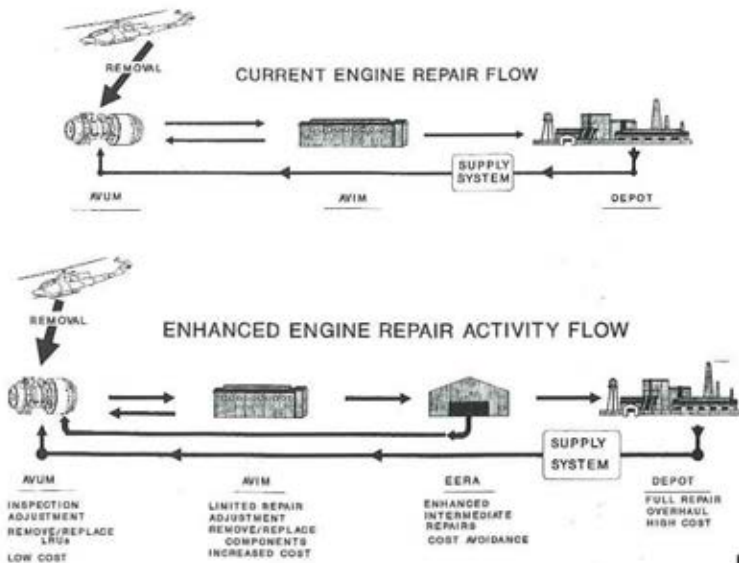 REMOVAL
CURRENT ENGINE REPAIR FLOW
SUPPLY
SYSTEM
AVUM
AVIM
DEPOT
REMOVAL
ENHANCED ENGINE REPAIR ACTIVITY FLOW
SUPPLY
SYSTEM
AVUM
INSPECTION
ADJUSTMENT
REMOVE/REPLACE
LRUs
LOW COST
AVIM
LIMITED REPAIR
ADJUSTMENT
REMOVE/REPLACE
COMPONENTS
INCREASED COST
EERA
ENHANCED
INTERMEDIATE
REPAIRS
COST AVOIDANCE
DEPOT
FULL REPAIR
OVERHAUL
HIGH COST